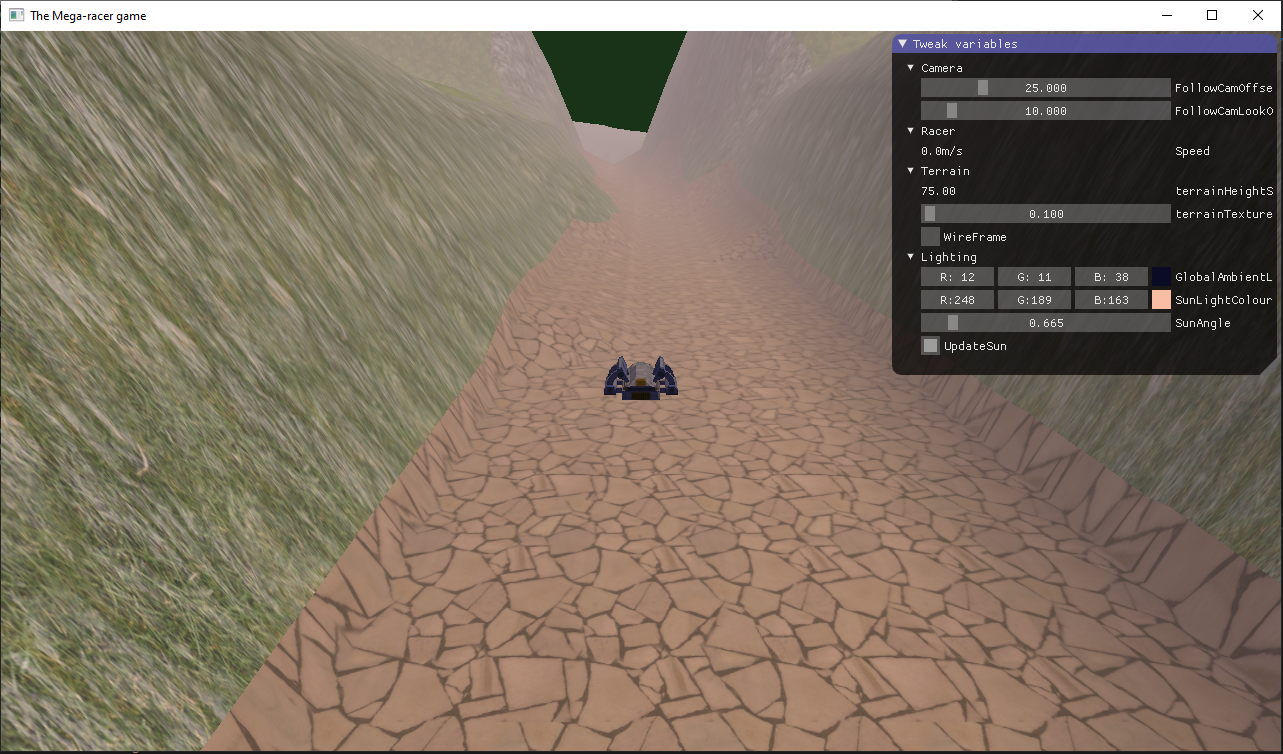 The Mega-racer game
Tweak variables
Camera
25.000 FollowCamOffse
10.000 FollowCamLookO
Racer
0.0m/s Speed
Terrain
75.00 terrainHeightS
0.100 terrainTexture
WireFrame
Lighting
R: 12 G: 11 B: 38 GlobalAmbientL
R:248 G:189 B:163 SunLightColour
0.665 SunAngle
UpdateSun